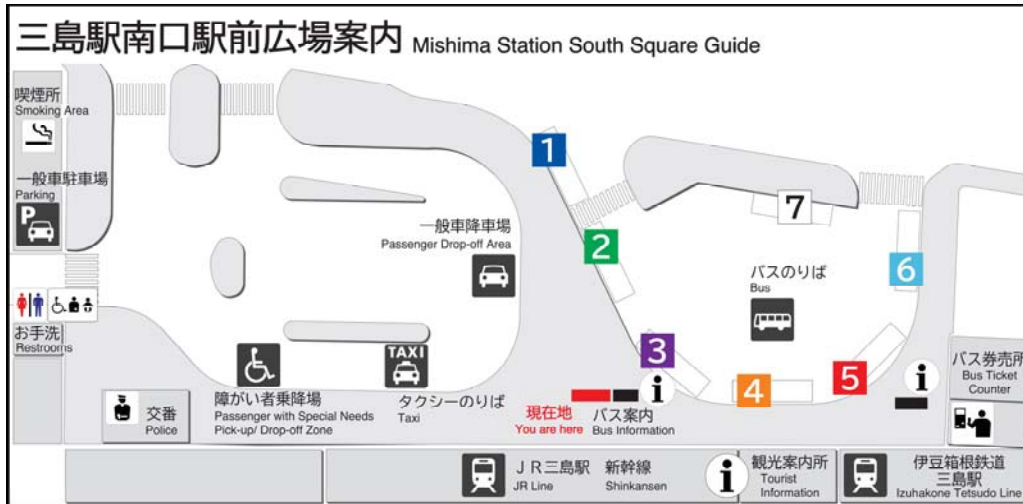 三島駅南口駅前広場案内 Mishima Station South Square Guide
喫煙所
Smoking Area
一般車駐車場
Parking
P
お手洗
Restrooms
交番
Police
障がい者乗降場
Passenger with Special Needs
Pick-up/ Drop-off Zone
一般車降車場
Passenger Drop-off Area
TAXI
タクシーのりば
Taxi
1
2
3
4
5
6
7
バスのりば
Bus
現在地
You are here
i
バス案内
Bus Information
i
バス券売所
Bus Ticket
Counter
JR三島駅 新幹線
JR Line Shinkansen
i
観光案内所
Tourist
Information
伊豆箱根鉄道
三島駅
Izuhakone Tetsudo Line